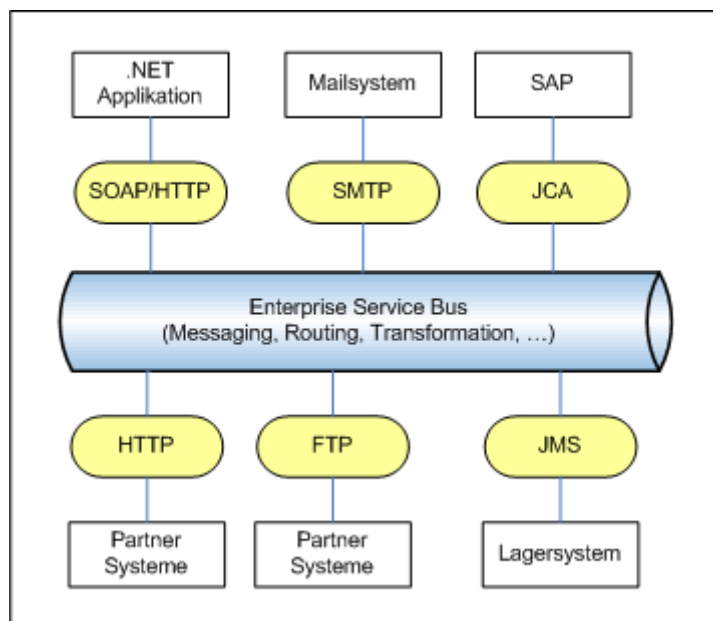 .NET
Applikation
Mailsystem
SAP
SOAP/HTTP
SMTP
JCA
Enterprise Service Bus
(Messaging, Routing, Transformation, …)
HTTP
FTP
JMS
Partner
Systeme
Partner
Systeme
Lagersystem